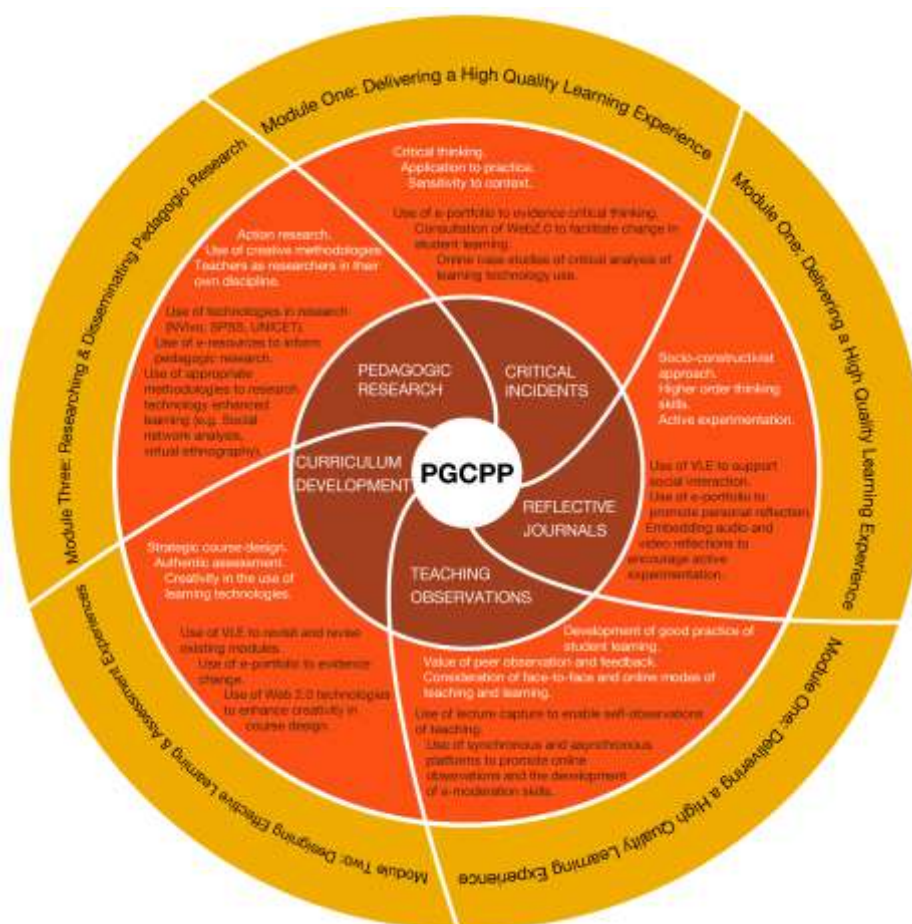 Module One: Delivering a High Quality Learning Experience
Critical thinking.
Application to practice.
Sensitivity to context.
Use of e-portfolio to evidence critical thinking.
Consultation of Web2.0 to facilitate change in
student learning.
Online case studies of critical analysis of
learning technology use.
CRITICAL
INCIDENTS
Module One: Delivering a High Quality Learning Experience
Socio-constructivist
approach.
Higher order thinking
skills.
Active experimentation.
Use of VLE to support
social interaction.
Use of e-portfolio to
promote personal reflection.
Embedding audio and
video reflections to
encourage active
experimentation.
REFLECTIVE
JOURNALS
Module One: Delivering a High Quality Learning Experience
Development of good practice of
student learning.
Value of peer observation and feedback.
Consideration of face-to-face and online modes of
teaching and learning.
Use of lecture capture to enable self-observations
of teaching.
Use of synchronous and asynchronous
platforms to promote online
observations and the development
of e-moderation skills.
TEACHING
OBSERVATIONS
Module Two: Designing Effective Learning & Assessment Experiences
Strategic course design.
Authentic assessment.
Creativity in the use of
learning technologies.
Use of VLE to revisit and revise
existing modules.
Use of e-portfolio to evidence
change.
Use of Web 2.0 technologies
to enhance creativity in
course design.
CURRICULUM
DEVELOPMENT
Module Three: Researching & Disseminating Pedagogic Research
Action research.
Use of creative methodologies.
Teachers as researchers in their
own discipline.
Use of technologies in research
(NVivo, SPSS, UNICET).
Use of e-resources to inform
pedagogic research.
Use of appropriate
methodologies to research
technology enhanced
learning (e.g. Social
network analysis,
virtual ethnography).
PEDAGOGIC
RESEARCH
PGCPP